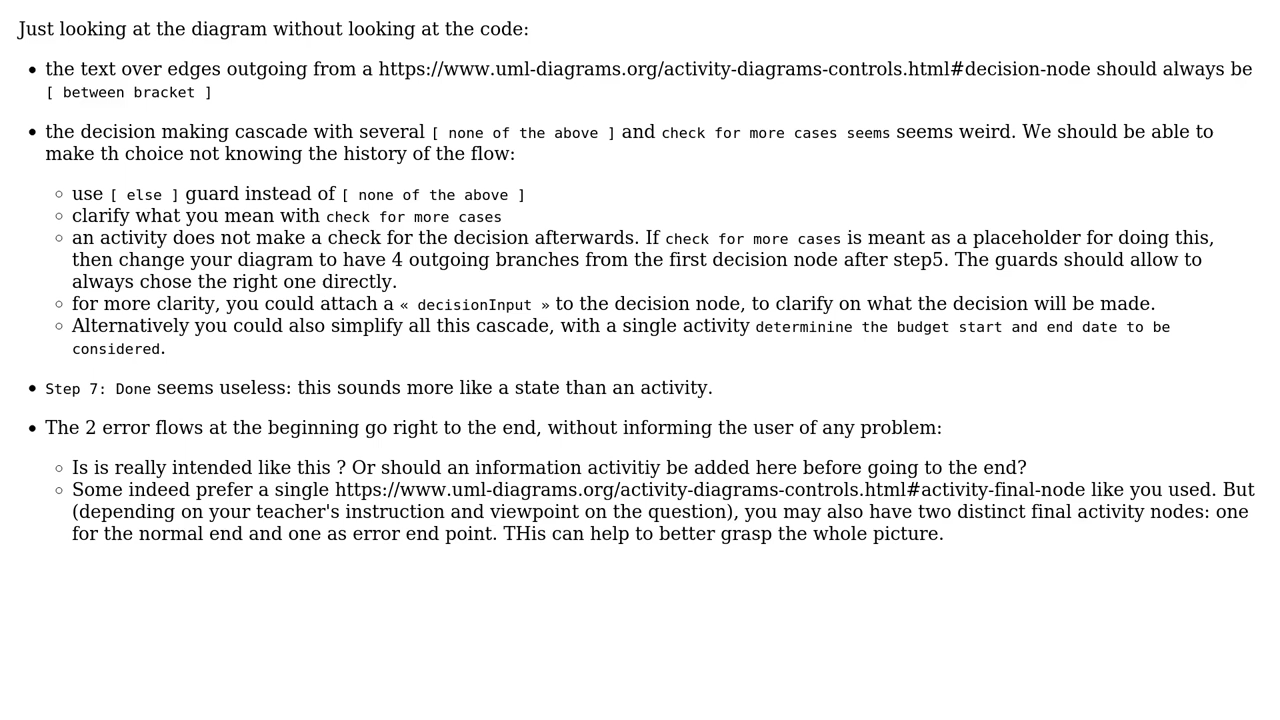 Just looking at the diagram without looking at the code:
• the text over edges outgoing from a https://www.uml-diagrams.org/activity-diagrams-controls.html#decision-node should always be
[ between bracket ]
• the decision making cascade with several [ none of the above ] and check for more cases seems seems weird. We should be able to
make th choice not knowing the history of the flow:
◦ use [ else ] guard instead of [ none of the above ]
◦ clarify what you mean with check for more cases
◦ an activity does not make a check for the decision afterwards. If check for more cases is meant as a placeholder for doing this,
then change your diagram to have 4 outgoing branches from the first decision node after step5. The guards should allow to
always chose the right one directly.
◦ for more clarity, you could attach a « decisionInput » to the decision node, to clarify on what the decision will be made.
◦ Alternatively you could also simplify all this cascade, with a single activity determinine the budget start and end date to be
considered.
• Step 7: Done seems useless: this sounds more like a state than an activity.
• The 2 error flows at the beginning go right to the end, without informing the user of any problem:
◦ Is is really intended like this ? Or should an information activitiy be added here before going to the end?
◦ Some indeed prefer a single https://www.uml-diagrams.org/activity-diagrams-controls.html#activity-final-node like you used. But
(depending on your teacher's instruction and viewpoint on the question), you may also have two distinct final activity nodes: one
for the normal end and one as error end point. THis can help to better grasp the whole picture.